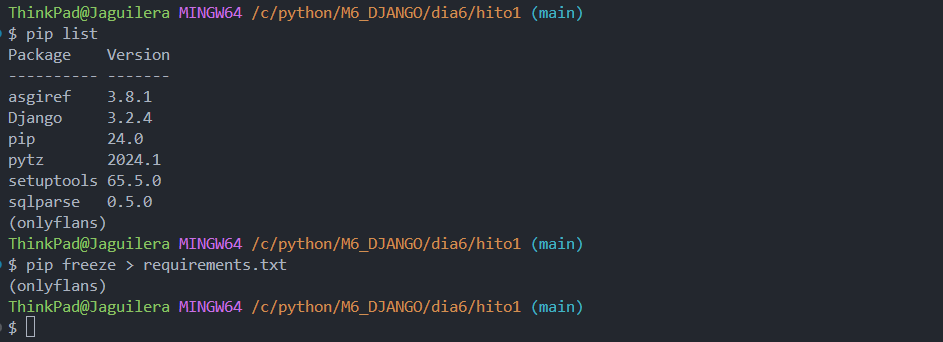 ThinkPad@Jaguilera MINGW64 /c/python/M6_DJANGO/dia6/hito1 (main)
$ pip list
Package    Version
---------- -------
asgiref    3.8.1
Django     3.2.4
pip        24.0
pytz       2024.1
setuptools 65.5.0
sqlparse   0.5.0
(onlyflans)
ThinkPad@Jaguilera MINGW64 /c/python/M6_DJANGO/dia6/hito1 (main)
$ pip freeze > requirements.txt
(onlyflans)
ThinkPad@Jaguilera MINGW64 /c/python/M6_DJANGO/dia6/hito1 (main)
$